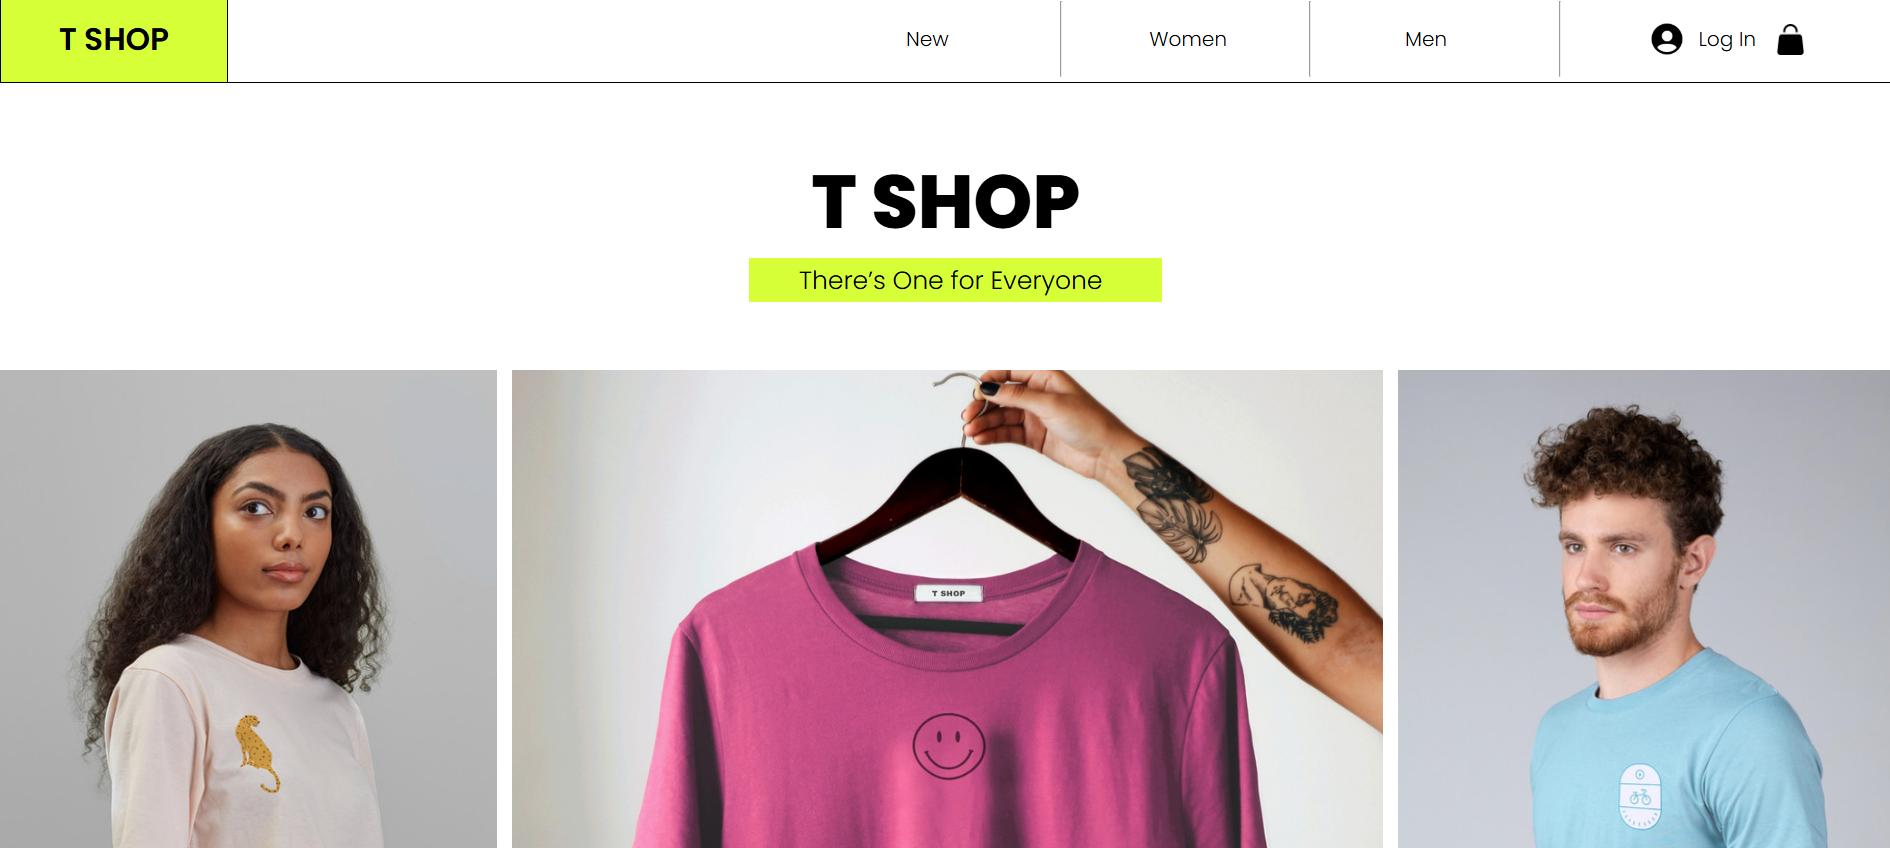 T SHOP
New
Women
Men
Log In
T SHOP
There's One for Everyone
T SHOP